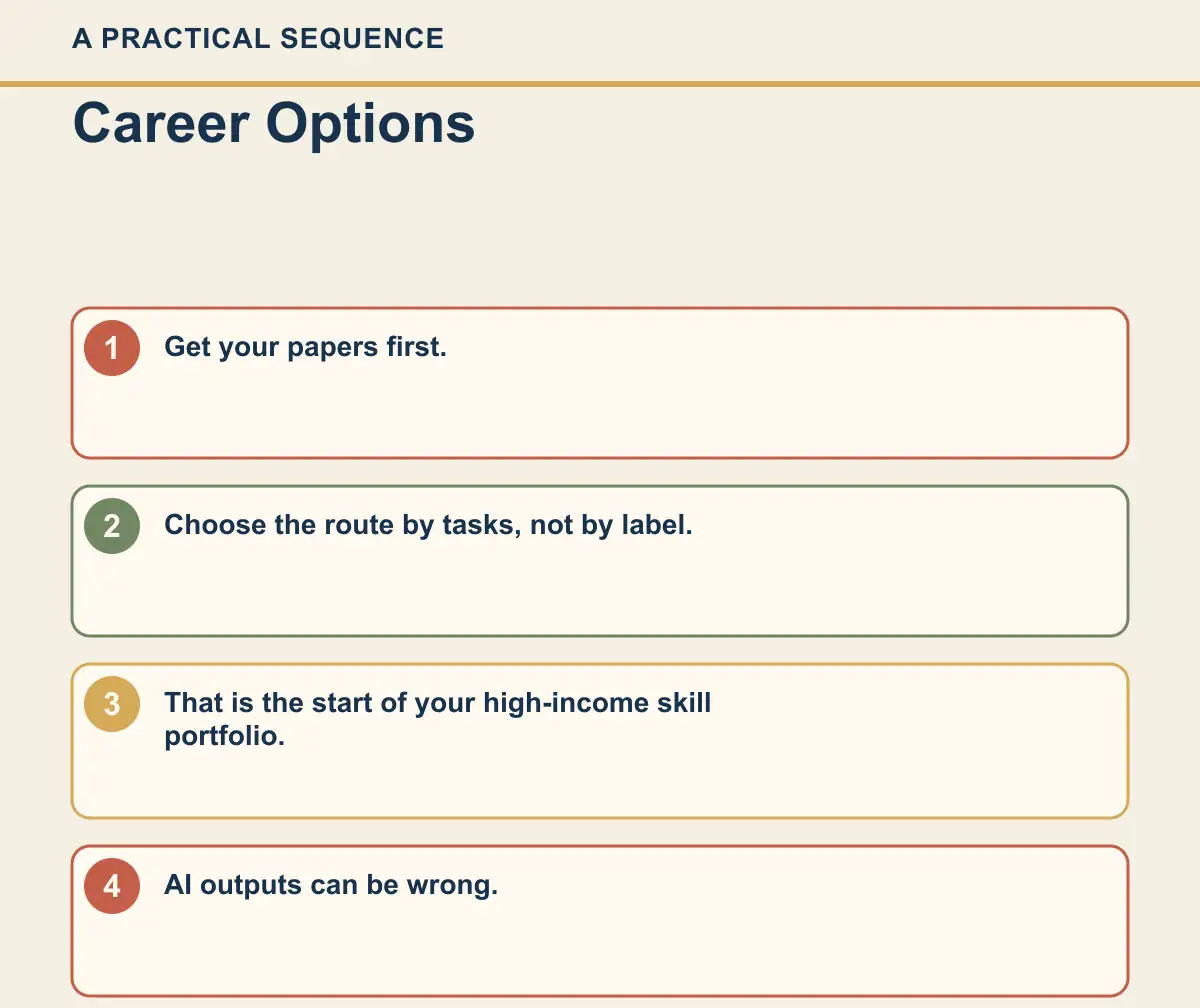 A PRACTICAL SEQUENCE
Career Options
1
Get your papers first.
2
Choose the route by tasks, not by label.
3
That is the start of your high-income skill
portfolio.
4
AI outputs can be wrong.